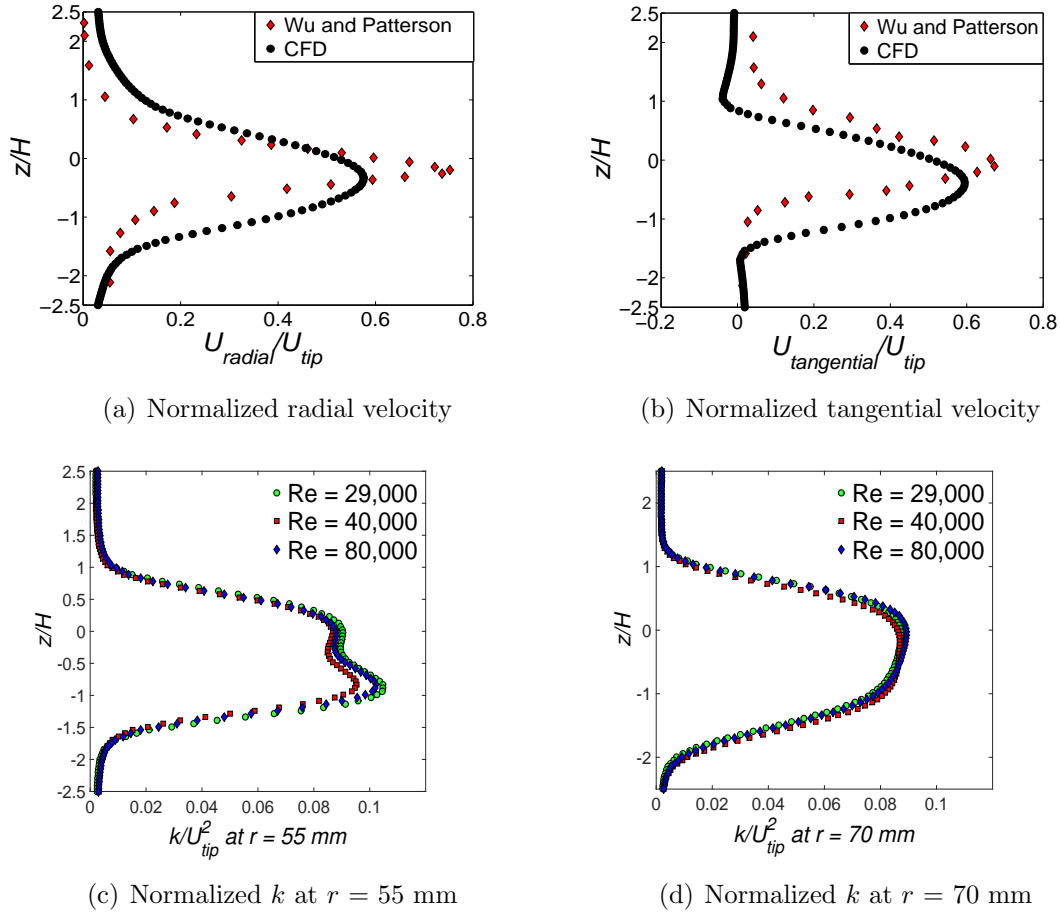 2.5
2
1
0
−1
−2
−2.5
z/H
0
0.2
0.4
0.6
0.8
U_radial/U_tip
Wu and Patterson
CFD
(a) Normalized radial velocity
2.5
2
1
0
−1
−2
−2.5
z/H
−0.2
0
0.2
0.4
0.6
0.8
U_tangential/U_tip
Wu and Patterson
CFD
(b) Normalized tangential velocity
2.5
2
1.5
1
0.5
0
-0.5
-1
-1.5
-2
-2.5
z/H
0
0.02
0.04
0.06
0.08
0.1
k/U²_tip at r = 55 mm
Re = 29,000
Re = 40,000
Re = 80,000
(c) Normalized k at r = 55 mm
2.5
2
1
0
-1
-2
z/H
0
0.02
0.04
0.06
0.08
0.1
k/U²_tip at r = 70 mm
Re = 29,000
Re = 40,000
Re = 80,000
(d) Normalized k at r = 70 mm